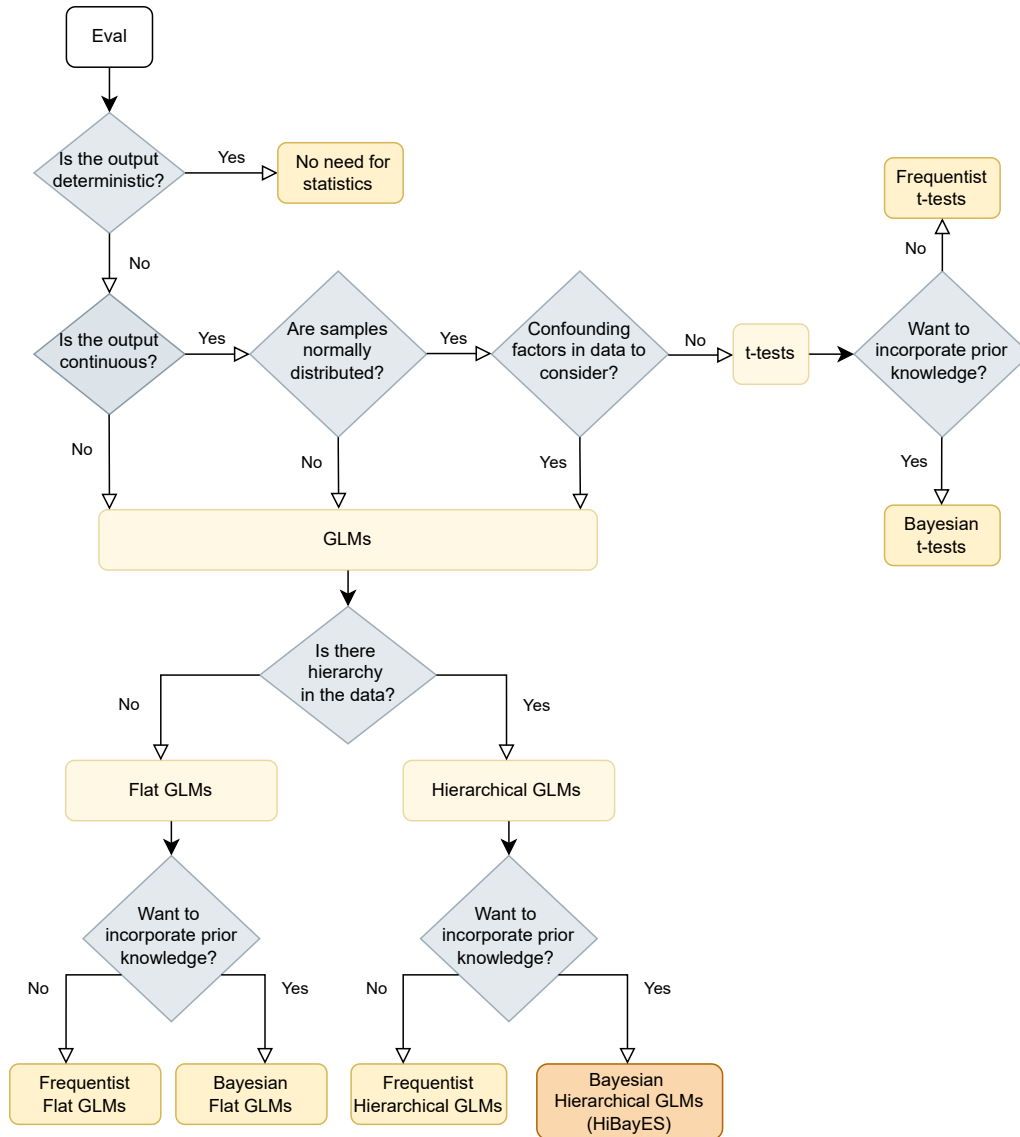 Eval
Is the output
deterministic?
Yes
No need for
statistics
No
Frequentist
t-tests
No
Is the output
continuous?
Yes
Are samples
normally
distributed?
Yes
Confounding
factors in data to
consider?
No
t-tests
Want to
incorporate prior
knowledge?
No
No
Yes
Yes
Bayesian
t-tests
GLMs
Is there
hierarchy
in the data?
No
Yes
Flat GLMs
Hierarchical GLMs
Want to
incorporate prior
knowledge?
Want to
incorporate prior
knowledge?
No
Yes
No
Yes
Frequentist
Flat GLMs
Bayesian
Flat GLMs
Frequentist
Hierarchical GLMs
Bayesian
Hierarchical GLMs
(HiBayES)